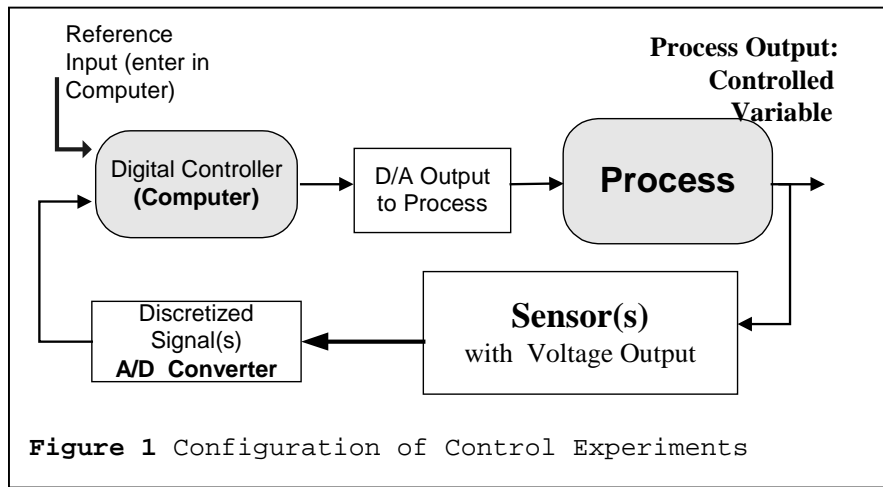 Reference
Input (enter in
Computer)
Process Output:
Controlled
Variable
Digital Controller
(Computer)
D/A Output
to Process
Process
Discretized
Signal(s)
A/D Converter
Sensor(s)
with Voltage Output
Figure 1 Configuration of Control Experiments